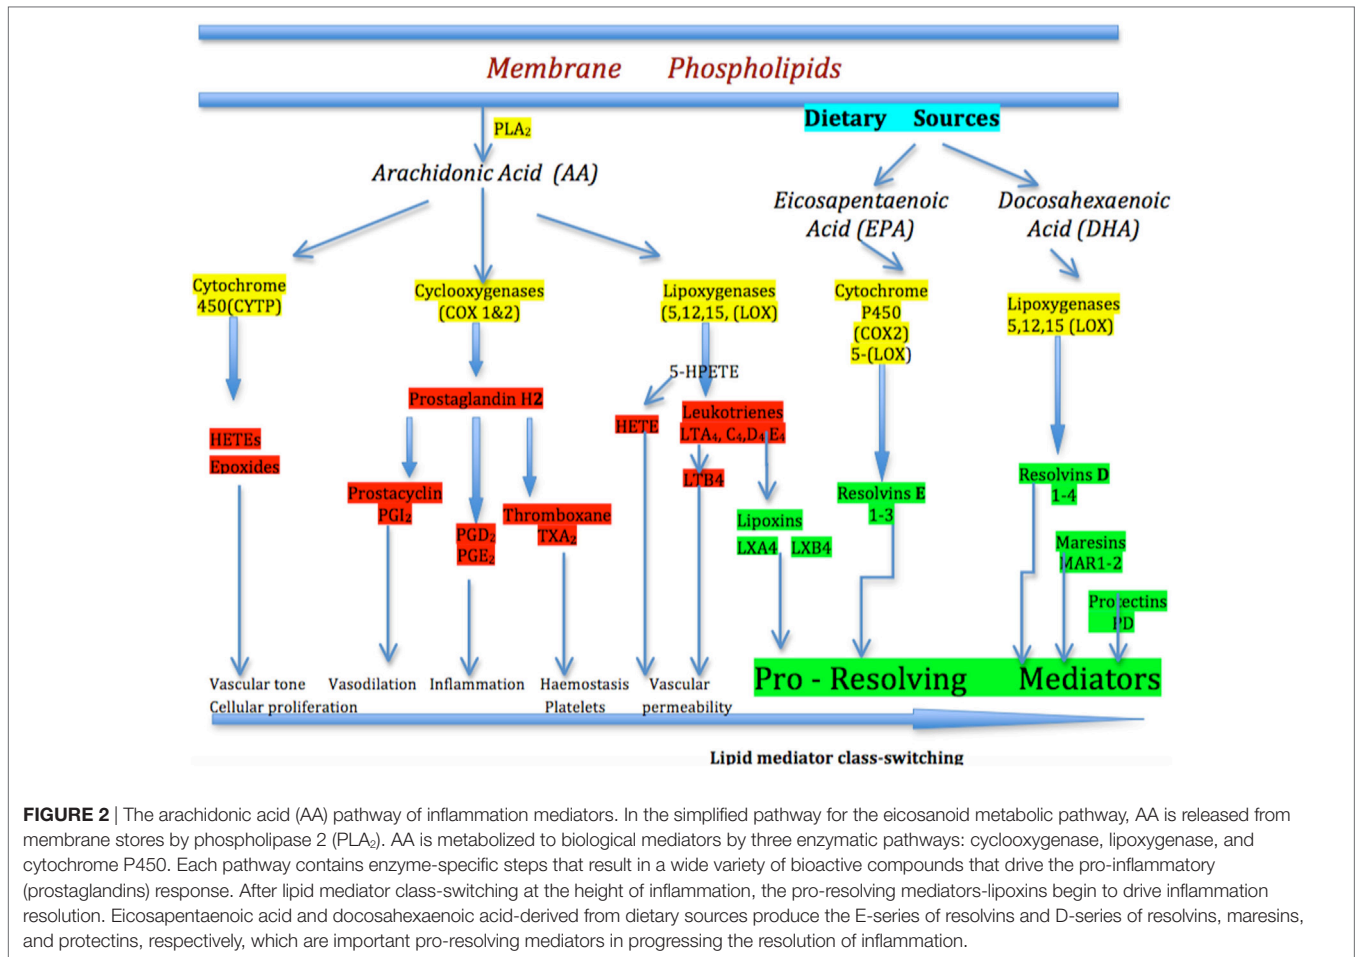 Membrane Phospholipids
Dietary Sources
PLA₂
Arachidonic Acid (AA)
Eicosapentaenoic
Acid (EPA)
Docosahexaenoic
Acid (DHA)
Cytochrome
450(CYTP)
Cyclooxygenases
(COX 1&2)
Lipoxygenases
(5,12,15, (LOX)
Cytochrome
P450
(COX2)
5-(LOX)
Lipoxygenases
5,12,15 (LOX)
5-HPETE
Prostaglandin H2
HETE
Leukotrienes
LTA₄, C₄,D₄E₄
HETEs
Epoxides
LTB4
Prostacyclin
PGI₂
PGD₂
PGE₂
Thromboxane
TXA₂
Lipoxins
LXA4 LXB4
Resolvins E
1-3
Resolvins D
1-4
Maresins
MAR1-2
Protectins
PD
Vascular tone
Cellular proliferation
Vasodilation
Inflammation
Haemostasis
Platelets
Vascular
permeability
Pro - Resolving Mediators
Lipid mediator class-switching
FIGURE 2 | The arachidonic acid (AA) pathway of inflammation mediators. In the simplified pathway for the eicosanoid metabolic pathway, AA is released from
membrane stores by phospholipase 2 (PLA₂). AA is metabolized to biological mediators by three enzymatic pathways: cyclooxygenase, lipoxygenase, and
cytochrome P450. Each pathway contains enzyme-specific steps that result in a wide variety of bioactive compounds that drive the pro-inflammatory
(prostaglandins) response. After lipid mediator class-switching at the height of inflammation, the pro-resolving mediators-lipoxins begin to drive inflammation
resolution. Eicosapentaenoic acid and docosahexaenoic acid-derived from dietary sources produce the E-series of resolvins and D-series of resolvins, maresins,
and protectins, respectively, which are important pro-resolving mediators in progressing the resolution of inflammation.